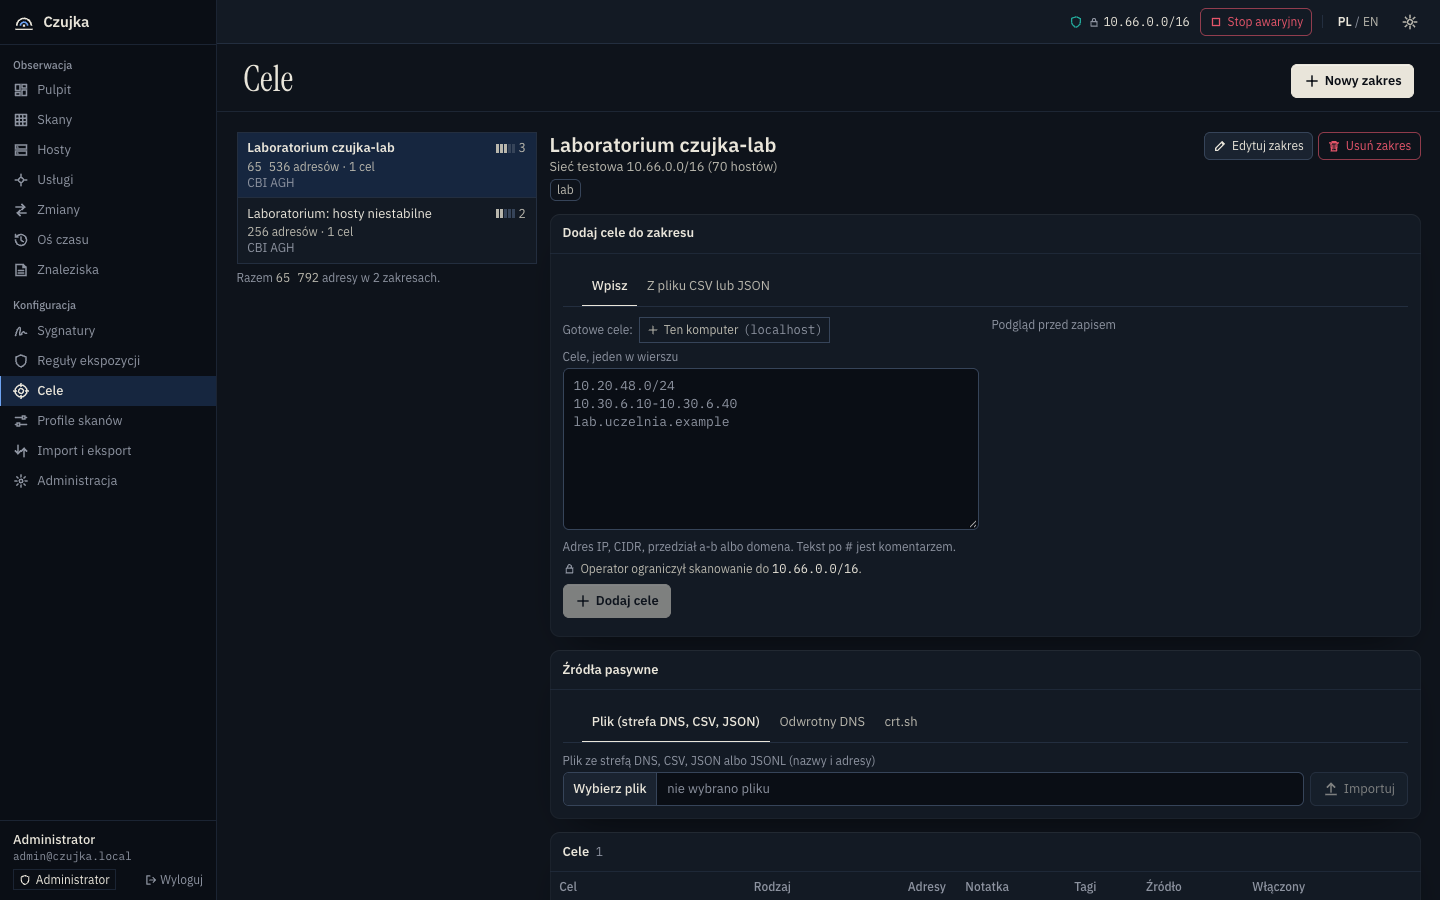 Czujka
10.66.0.0/16
Stop awaryjny
PL / EN
Obserwacja
Pulpit
Skany
Hosty
Usługi
Zmiany
Oś czasu
Znaleziska
Konfiguracja
Sygnatury
Reguły ekspozycji
Cele
Profile skanów
Import i eksport
Administracja
Administrator
admin@czujka.local
Administrator
Wyloguj
Cele
Nowy zakres
Laboratorium czujka-lab 3
65 536 adresów · 1 cel
CBI AGH
Laboratorium: hosty niestabilne 2
256 adresów · 1 cel
CBI AGH
Razem 65 792 adresy w 2 zakresach.
Laboratorium czujka-lab
Sieć testowa 10.66.0.0/16 (70 hostów)
lab
Edytuj zakres
Usuń zakres
Dodaj cele do zakresu
Wpisz
Z pliku CSV lub JSON
Gotowe cele: Ten komputer (localhost)
Podgląd przed zapisem
Cele, jeden w wierszu
10.20.48.0/24
10.30.6.10-10.30.6.40
lab.uczelnia.example
Adres IP, CIDR, przedział a-b albo domena. Tekst po # jest komentarzem.
Operator ograniczył skanowanie do 10.66.0.0/16.
Dodaj cele
Źródła pasywne
Plik (strefa DNS, CSV, JSON)
Odwrotny DNS
crt.sh
Plik ze strefą DNS, CSV, JSON albo JSONL (nazwy i adresy)
Wybierz plik nie wybrano pliku
Importuj
Cele 1
Cel Rodzaj Adresy Notatka Tagi Źródło Włączony